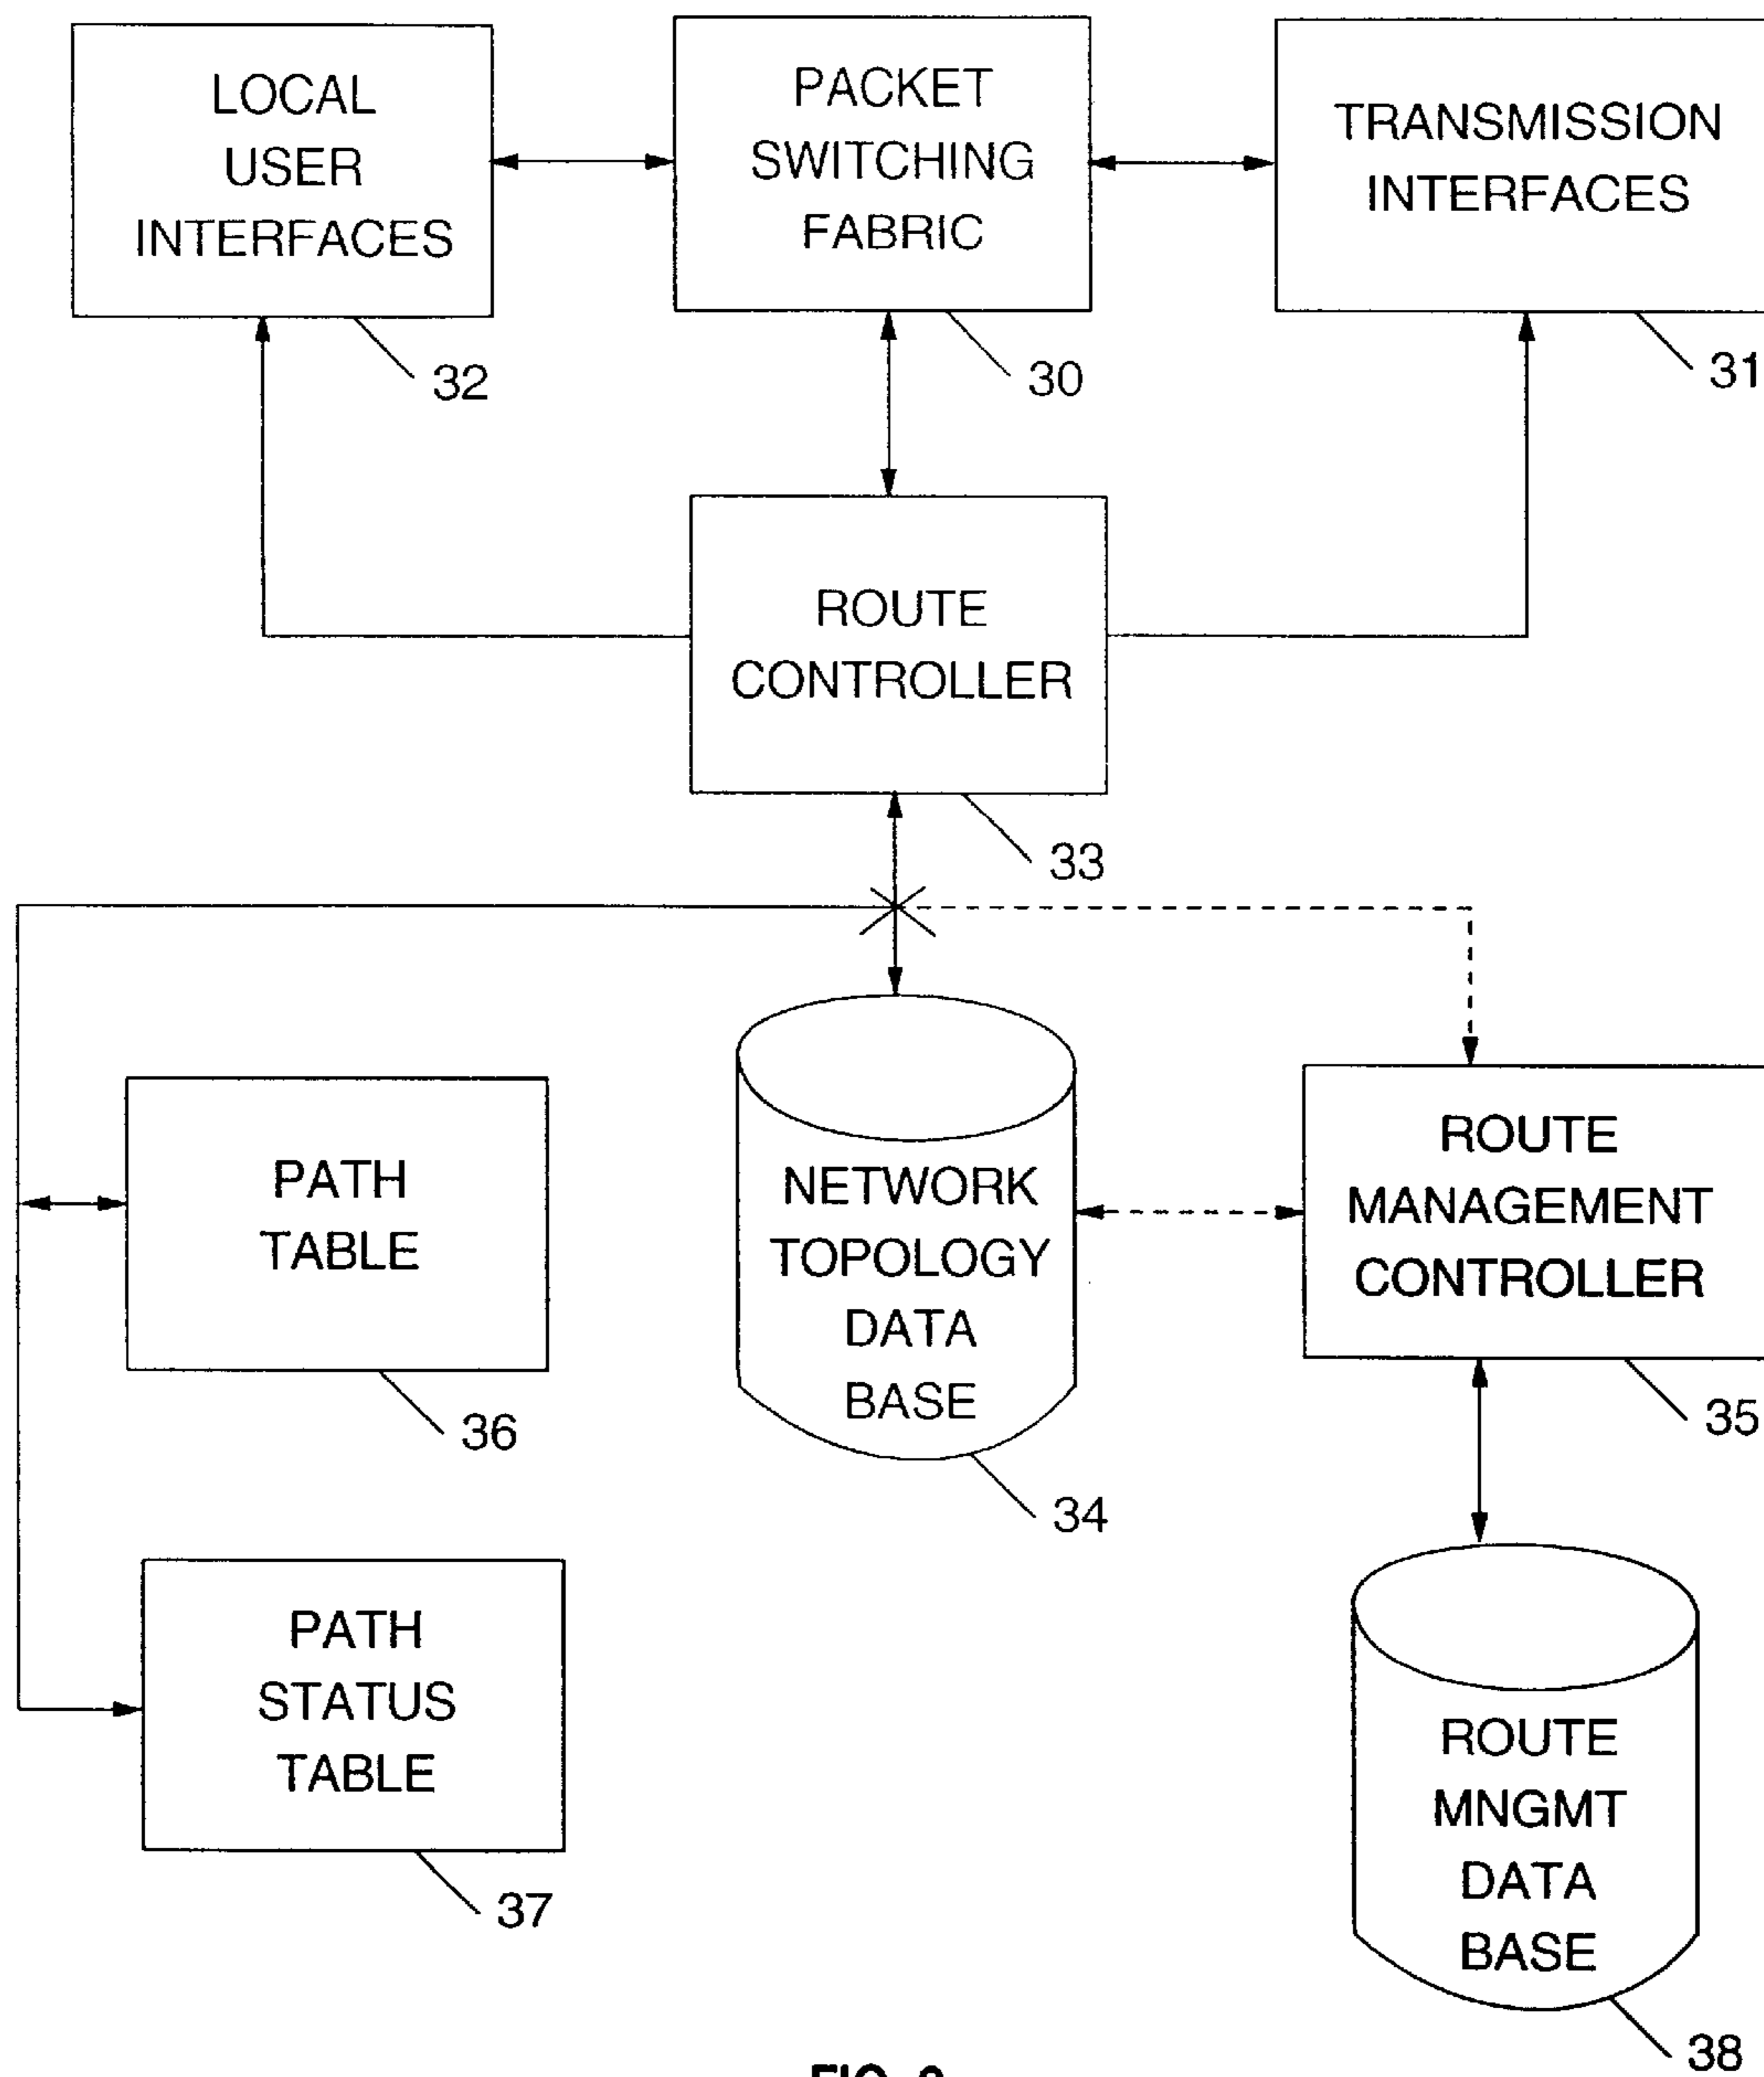 LOCAL
USER
INTERFACES
PACKET
SWITCHING
FABRIC
TRANSMISSION
INTERFACES
32
30
31
ROUTE
CONTROLLER
33
PATH
TABLE
36
NETWORK
TOPOLOGY
DATA
BASE
34
ROUTE
MANAGEMENT
CONTROLLER
35
PATH
STATUS
TABLE
37
ROUTE
MNGMT
DATA
BASE
38